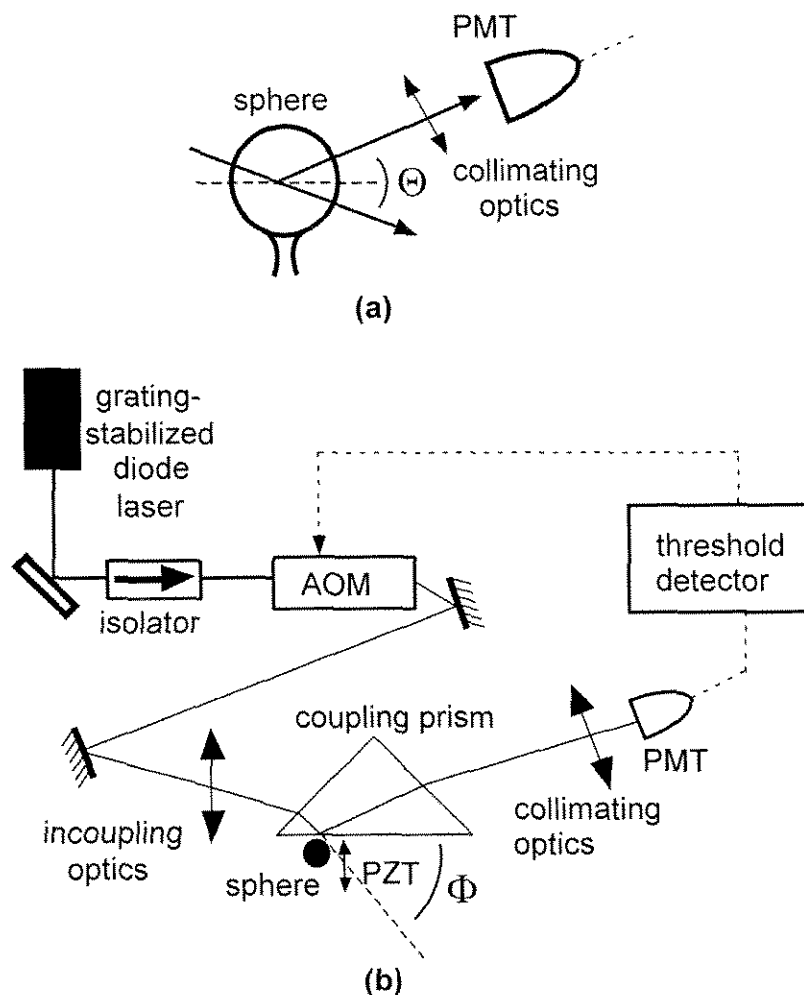 PMT
sphere
Θ
collimating
optics
(a)
grating-
stabilized
diode
laser
isolator
AOM
threshold
detector
coupling prism
PMT
incoupling
optics
collimating
optics
sphere
PZT
Φ
(b)